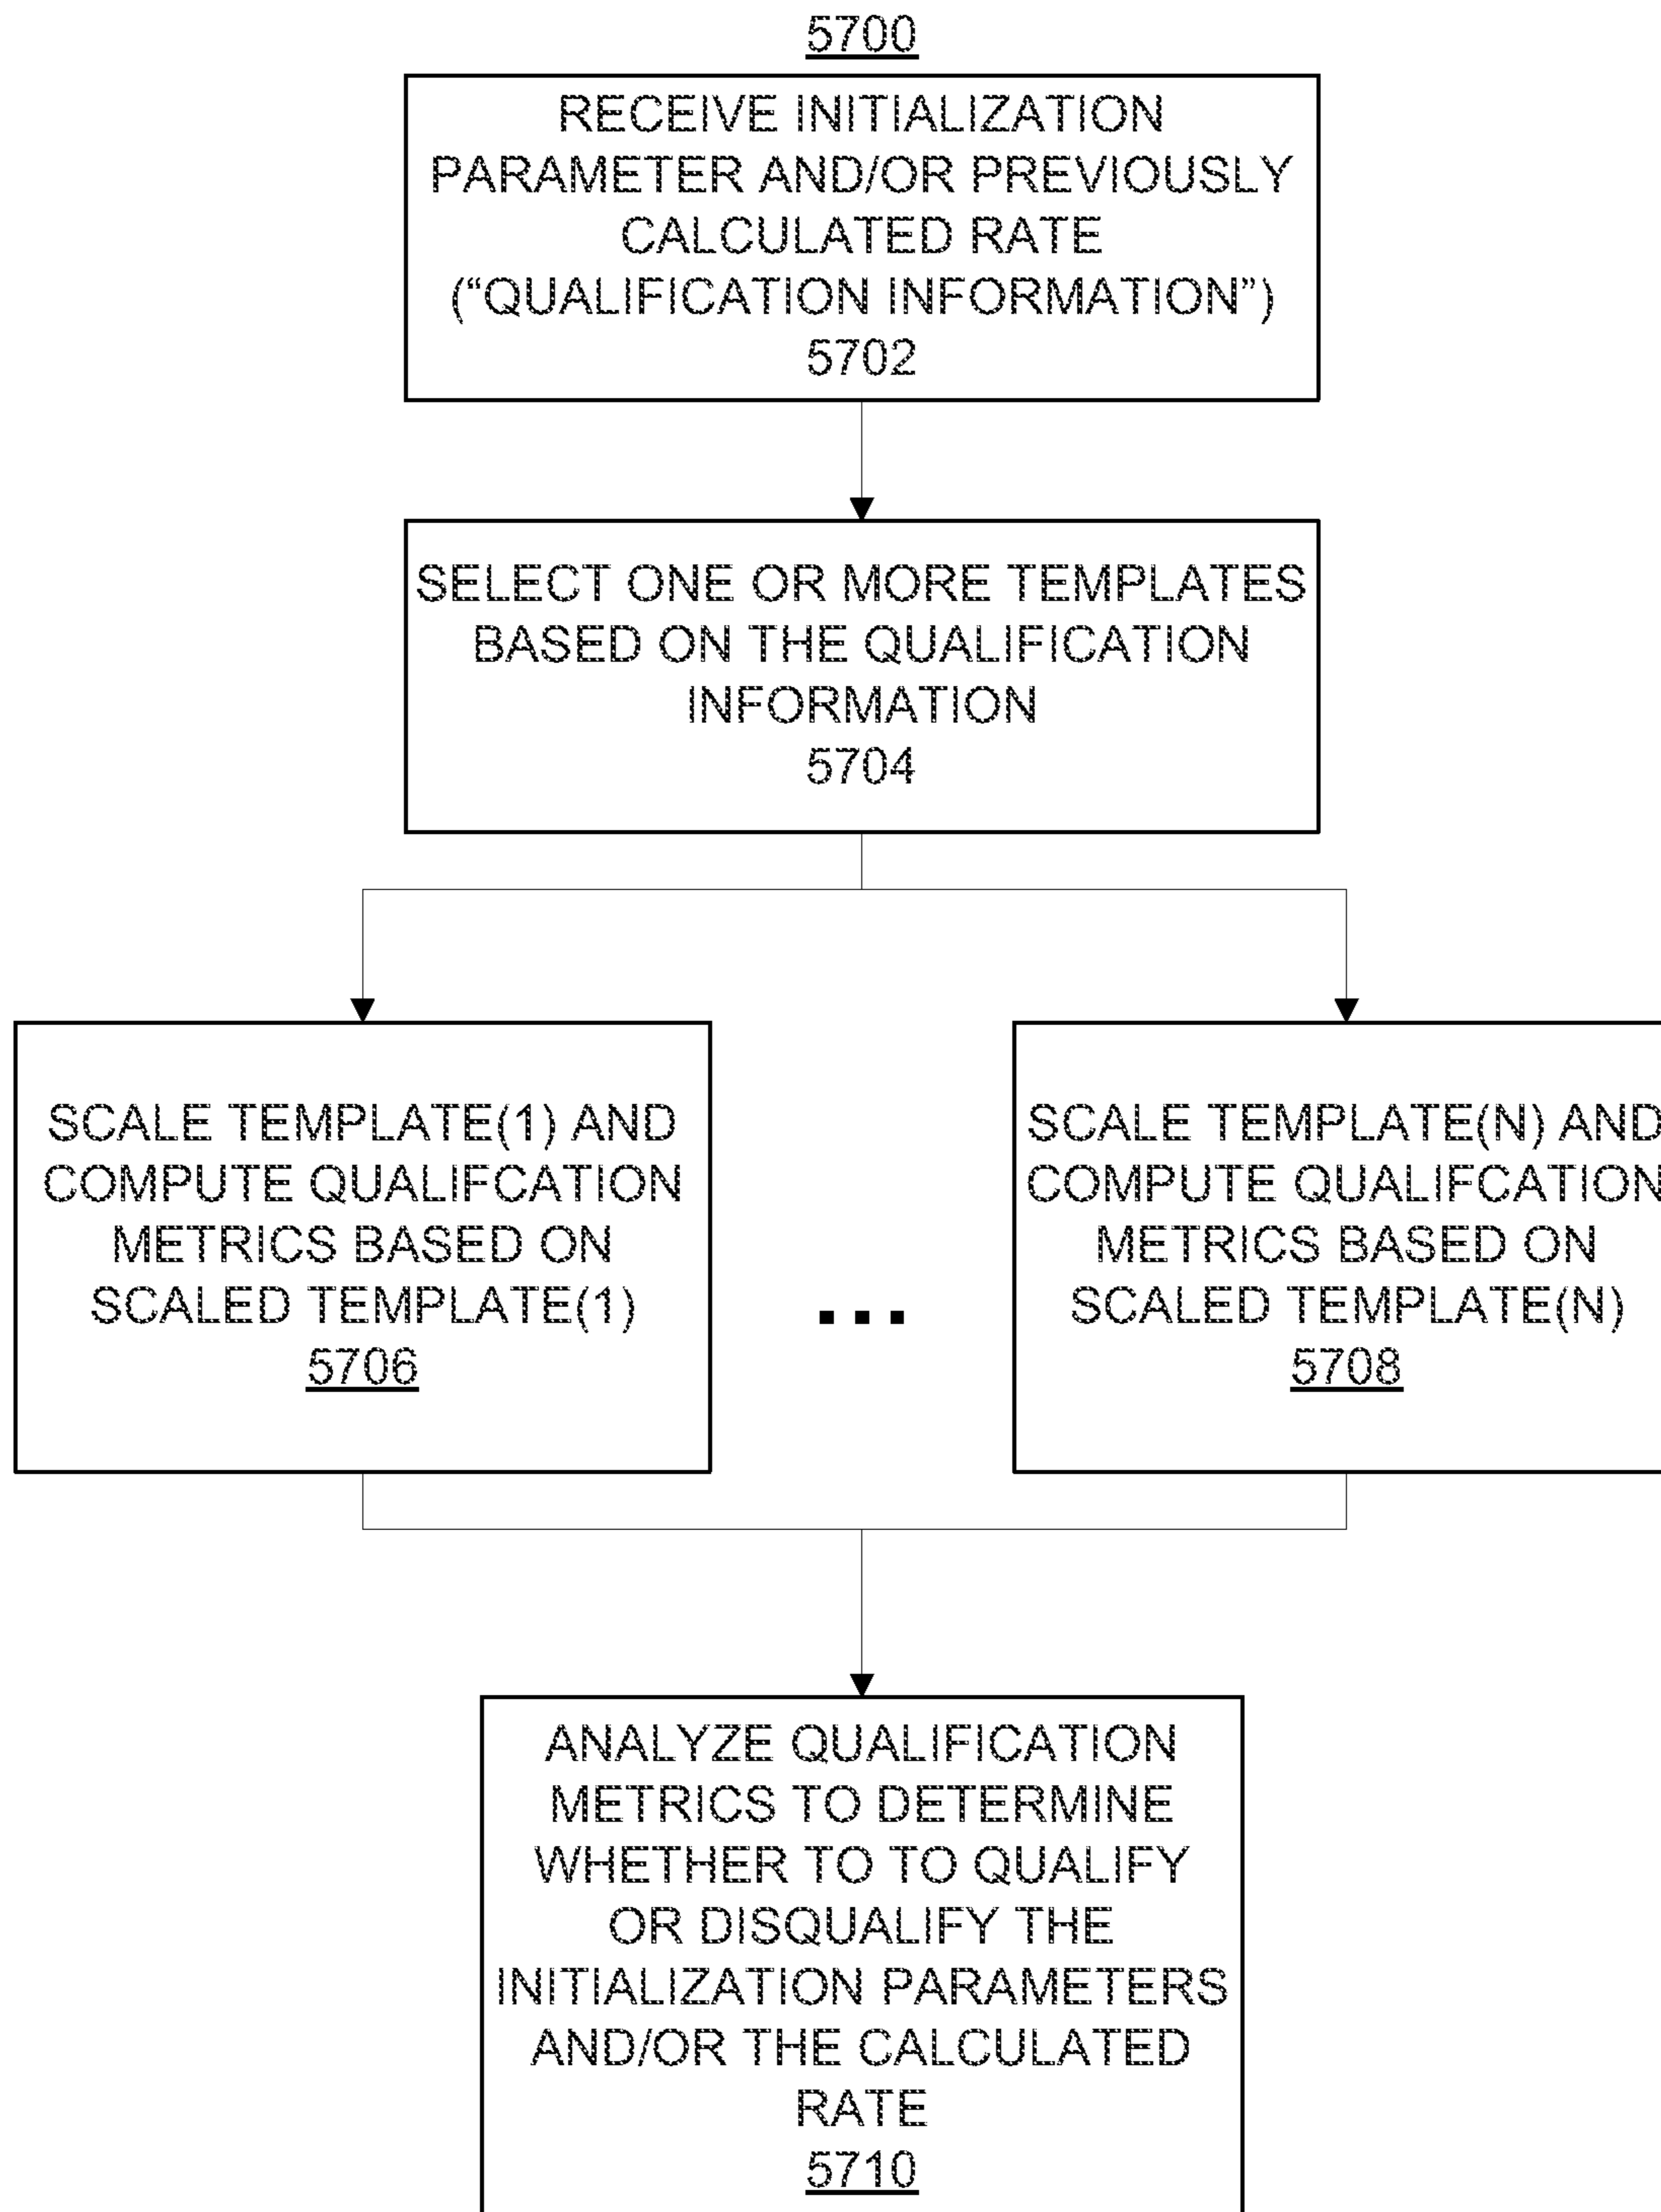 5700
RECEIVE INITIALIZATION
PARAMETER AND/OR PREVIOUSLY
CALCULATED RATE
(“QUALIFICATION INFORMATION”)
5702
SELECT ONE OR MORE TEMPLATES
BASED ON THE QUALIFICATION
INFORMATION
5704
SCALE TEMPLATE(1) AND
COMPUTE QUALIFCATION
METRICS BASED ON
SCALED TEMPLATE(1)
5706
...
SCALE TEMPLATE(N) AND
COMPUTE QUALIFCATION
METRICS BASED ON
SCALED TEMPLATE(N)
5708
ANALYZE QUALIFICATION
METRICS TO DETERMINE
WHETHER TO TO QUALIFY
OR DISQUALIFY THE
INITIALIZATION PARAMETERS
AND/OR THE CALCULATED
RATE
5710